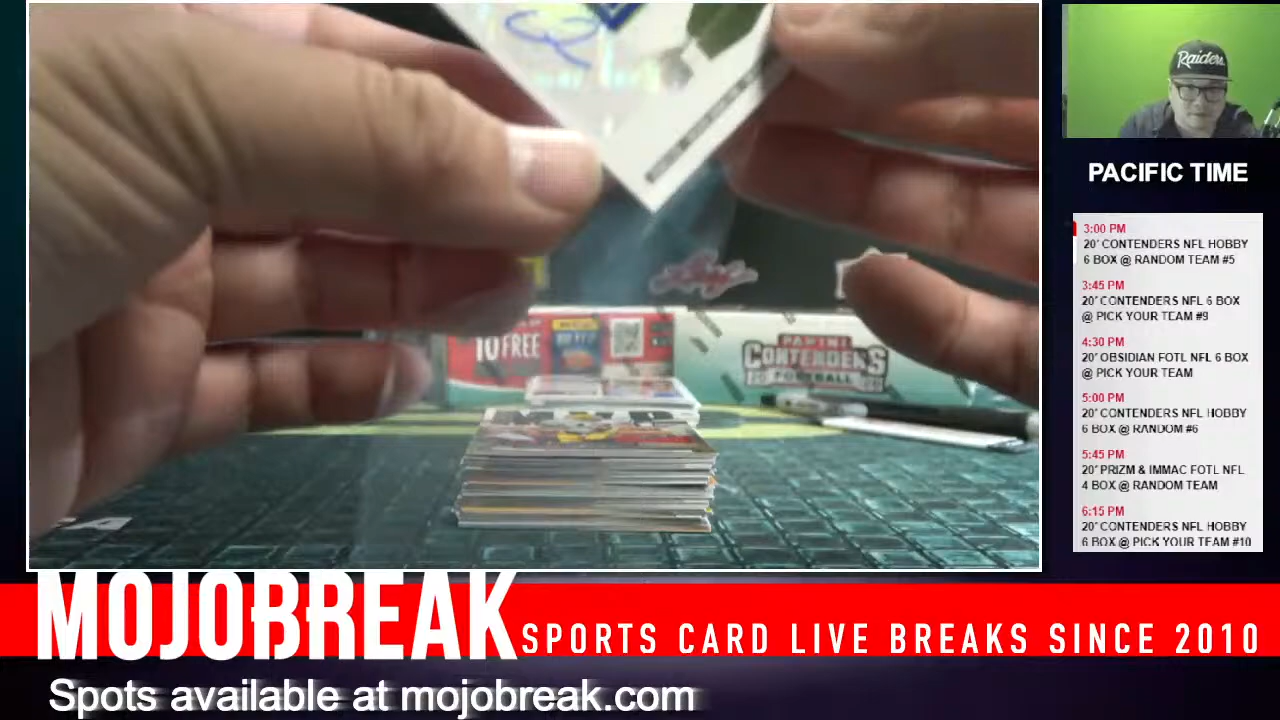 Raiders
PACIFIC TIME
3:00 PM
20' CONTENDERS NFL HOBBY
6 BOX @ RANDOM TEAM #5
3:45 PM
20' CONTENDERS NFL 6 BOX
@ PICK YOUR TEAM #9
4:30 PM
20' OBSIDIAN FOTL NFL 6 BOX
@ PICK YOUR TEAM
5:00 PM
20' CONTENDERS NFL HOBBY
6 BOX @ RANDOM #6
5:45 PM
20' PRIZM & IMMAC FOTL NFL
4 BOX @ RANDOM TEAM
6:15 PM
20' CONTENDERS NFL HOBBY
6 BOX @ PICK YOUR TEAM #10
Leaf
10 FREE
PANINI
CONTENDERS
FOOTBALL
MOJOBREAK
SPORTS CARD LIVE BREAKS SINCE 2010
Spots available at mojobreak.com